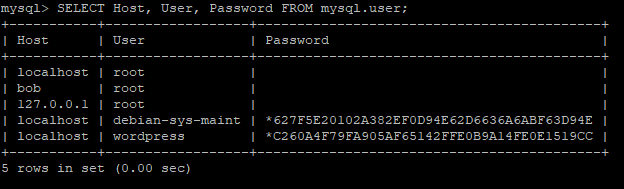 mysql> SELECT Host, User, Password FROM mysql.user;
+-----------+------------------+-------------------------------------------+
| Host      | User             | Password                                  |
+-----------+------------------+-------------------------------------------+
| localhost | root             |                                           |
| bob       | root             |                                           |
| 127.0.0.1 | root             |                                           |
| localhost | debian-sys-maint | *627F5E20102A382EF0D94E62D6636A6ABF63D94E |
| localhost | wordpress        | *C260A4F79FA905AF65142FFE0B9A14FE0E1519CC |
+-----------+------------------+-------------------------------------------+
5 rows in set (0.00 sec)